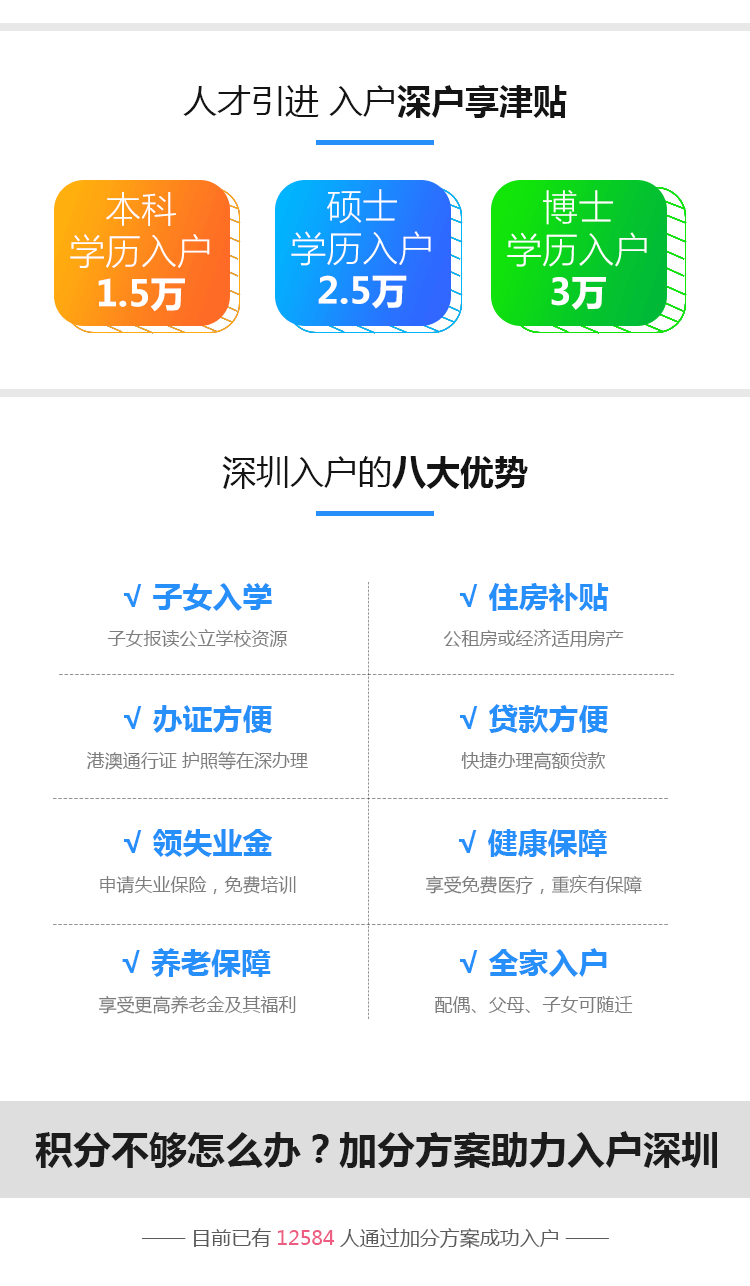 人才引进 入户深户享津贴
本科
学历入户
1.5万
硕士
学历入户
2.5万
博士
学历入户
3万
深圳入户的八大优势
√ 子女入学
子女报读公立学校资源
√ 住房补贴
公租房或经济适用房产
√ 办证方便
港澳通行证 护照等在深办理
√ 贷款方便
快捷办理高额贷款
√ 领失业金
申请失业保险，免费培训
√ 健康保障
享受免费医疗，重疾有保障
√ 养老保障
享受更高养老金及其福利
√ 全家入户
配偶、父母、子女可随迁
积分不够怎么办？加分方案助力入户深圳
目前已有 12584 人通过加分方案成功入户